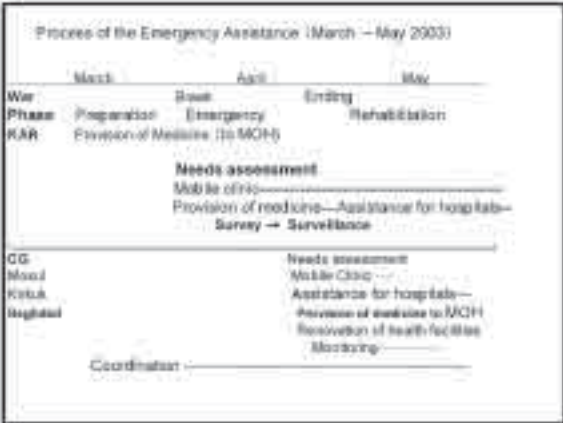 Process of the Emergency Assistance (March – May 2003)
March April May
War Ending
Phase Preparation Emergency Rehabilitation
KAR Provision of Medicine (to MOH)
Needs assessment
Mobile clinic
Provision of medicine—Assistance for hospitals—
Survey → Surveillance
CG Needs assessment
Mosul Mobile Clinic ---
Kirkuk Assistance for hospitals—
Baghdad Provision of medicine to MOH
Renovation of health facilities
Monitoring
Coordination